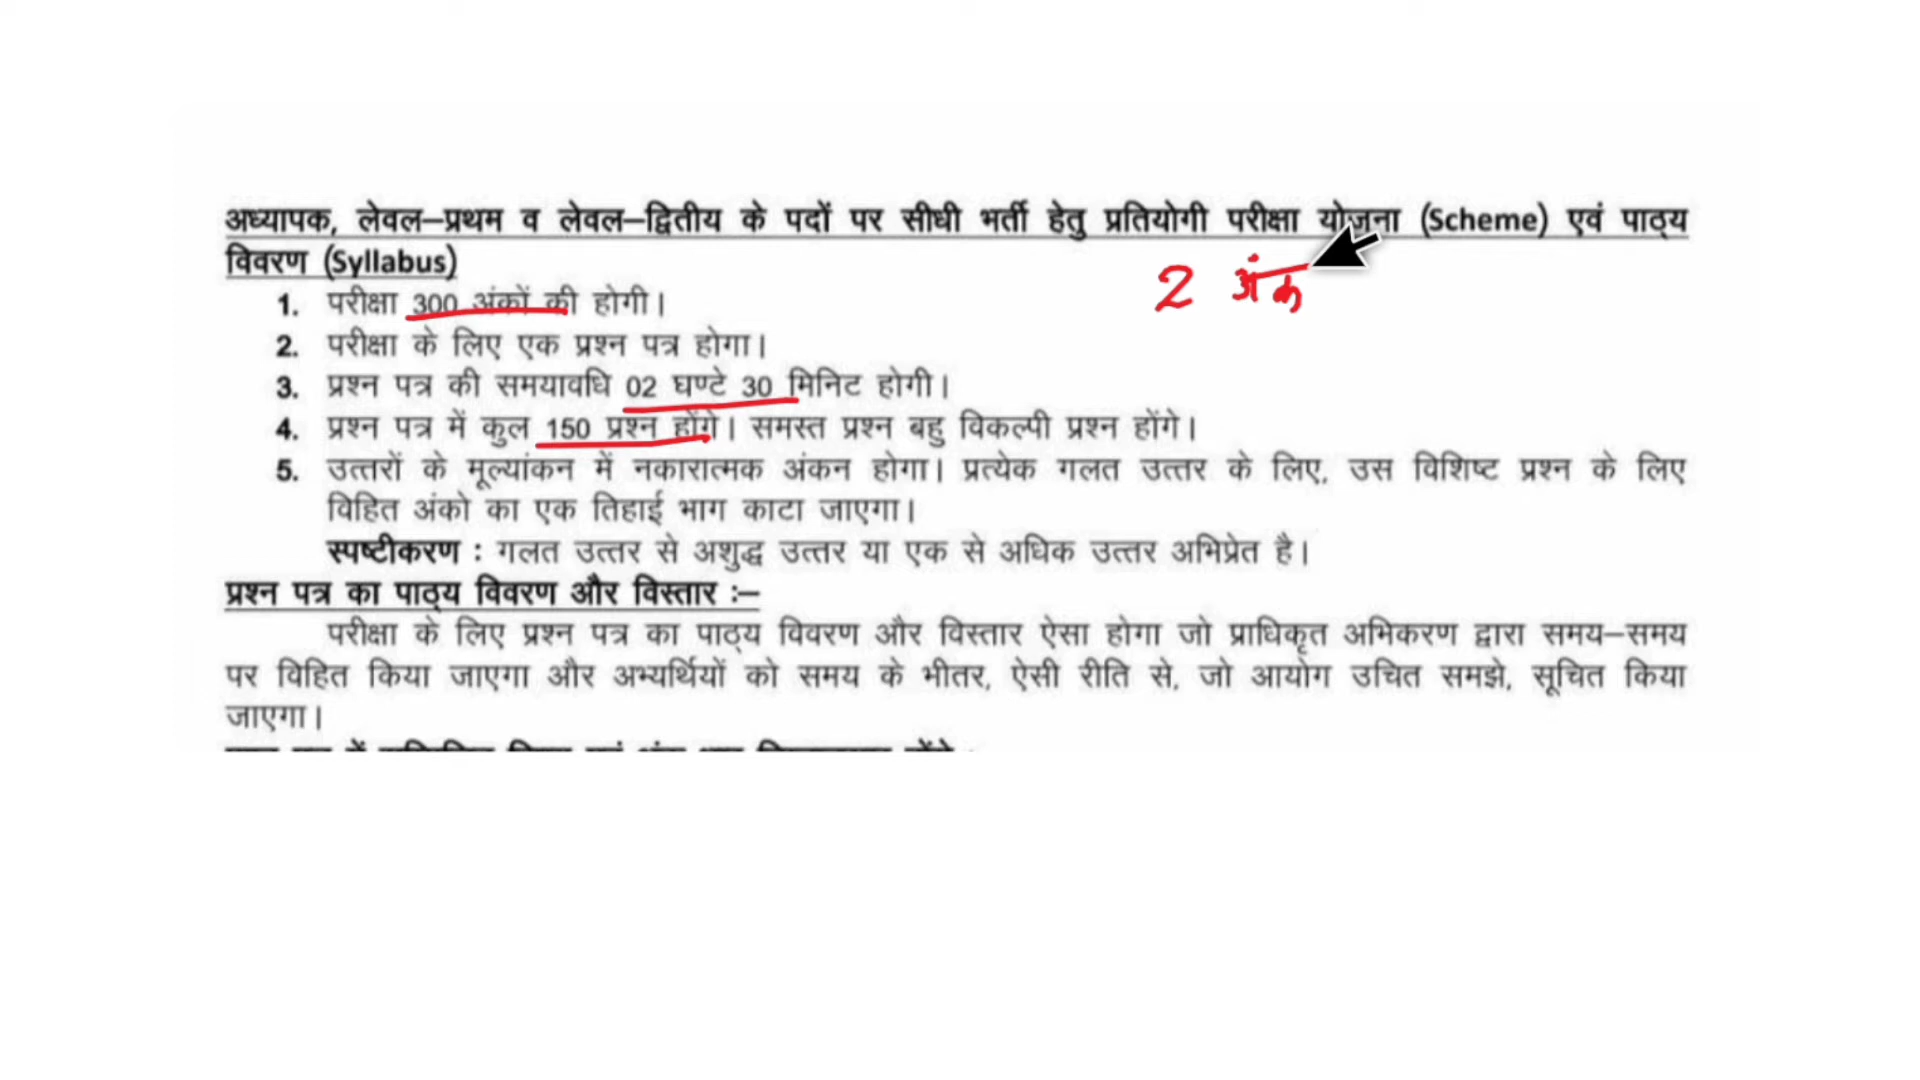 अध्यापक, लेवल–प्रथम व लेवल–द्वितीय के पदों पर सीधी भर्ती हेतु प्रतियोगी परीक्षा योजना (Scheme) एवं पाठ्य
विवरण (Syllabus)
2 अंक
1. परीक्षा 300 अंकों की होगी।
2. परीक्षा के लिए एक प्रश्न पत्र होगा।
3. प्रश्न पत्र की समयावधि 02 घण्टे 30 मिनिट होगी।
4. प्रश्न पत्र में कुल 150 प्रश्न होंगे। समस्त प्रश्न बहु विकल्पी प्रश्न होंगे।
5. उत्तरों के मूल्यांकन में नकारात्मक अंकन होगा। प्रत्येक गलत उत्तर के लिए, उस विशिष्ट प्रश्न के लिए
विहित अंको का एक तिहाई भाग काटा जाएगा।
स्पष्टीकरण : गलत उत्तर से अशुद्ध उत्तर या एक से अधिक उत्तर अभिप्रेत है।
प्रश्न पत्र का पाठ्य विवरण और विस्तार :–
परीक्षा के लिए प्रश्न पत्र का पाठ्य विवरण और विस्तार ऐसा होगा जो प्राधिकृत अभिकरण द्वारा समय–समय
पर विहित किया जाएगा और अभ्यर्थियों को समय के भीतर, ऐसी रीति से, जो आयोग उचित समझे, सूचित किया
जाएगा।